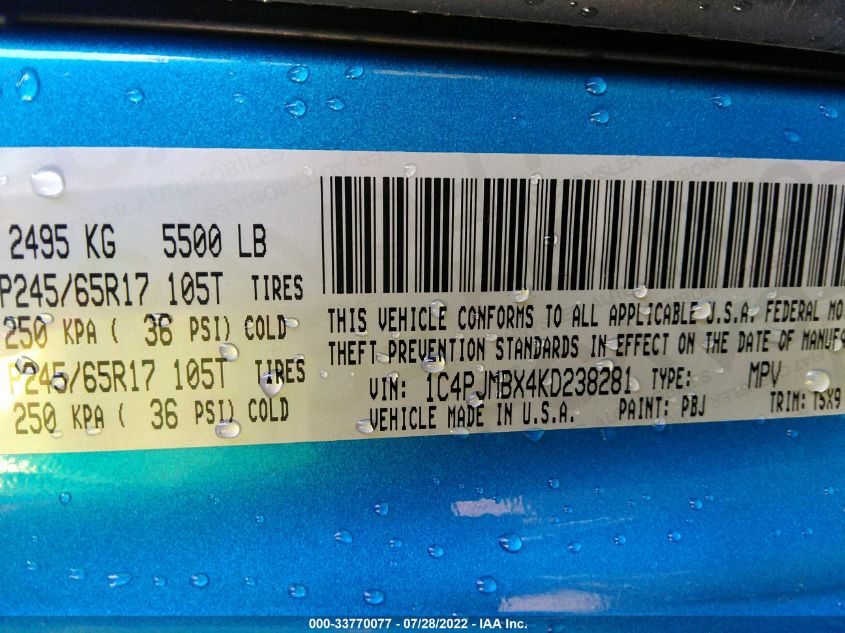 2495 KG 5500 LB
P245/65R17 105T TIRES
250 KPA ( 36 PSI) COLD
P245/65R17 105T TIRES
250 KPA ( 36 PSI) COLD
THIS VEHICLE CONFORMS TO ALL APPLICABLE U.S.A. FEDERAL MO
THEFT PREVENTION STANDARDS IN EFFECT ON THE DATE OF MANUFA
VIN: 1C4PJMBX4KD238281 TYPE: MPV
VEHICLE MADE IN U.S.A. PAINT: PBJ TRIM: T5X9
000-33770077 - 07/28/2022 - IAA Inc.